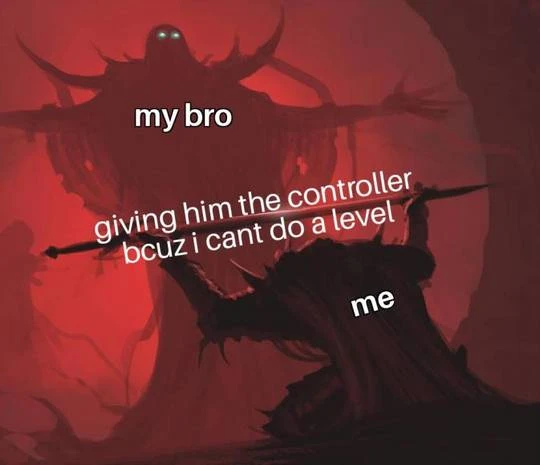 my bro
giving him the controller
bcuz i cant do a level
me